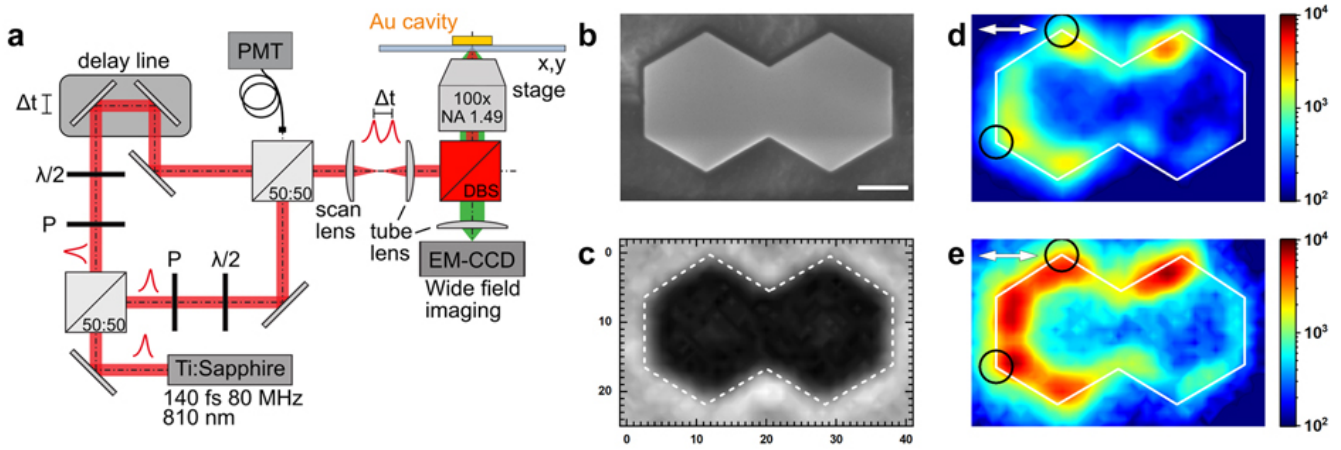 a
PMT
delay line
Δt
λ/2
P
50:50
Δt
scan
lens
tube
lens
Au cavity
x,y
stage
100x
NA 1.49
DBS
EM-CCD
Wide field
imaging
50:50
P
λ/2
Ti:Sapphire
140 fs 80 MHz
810 nm
b
c
0
10
20
0
10
20
30
40
d
10⁴
10³
10²
e
10⁴
10³
10²